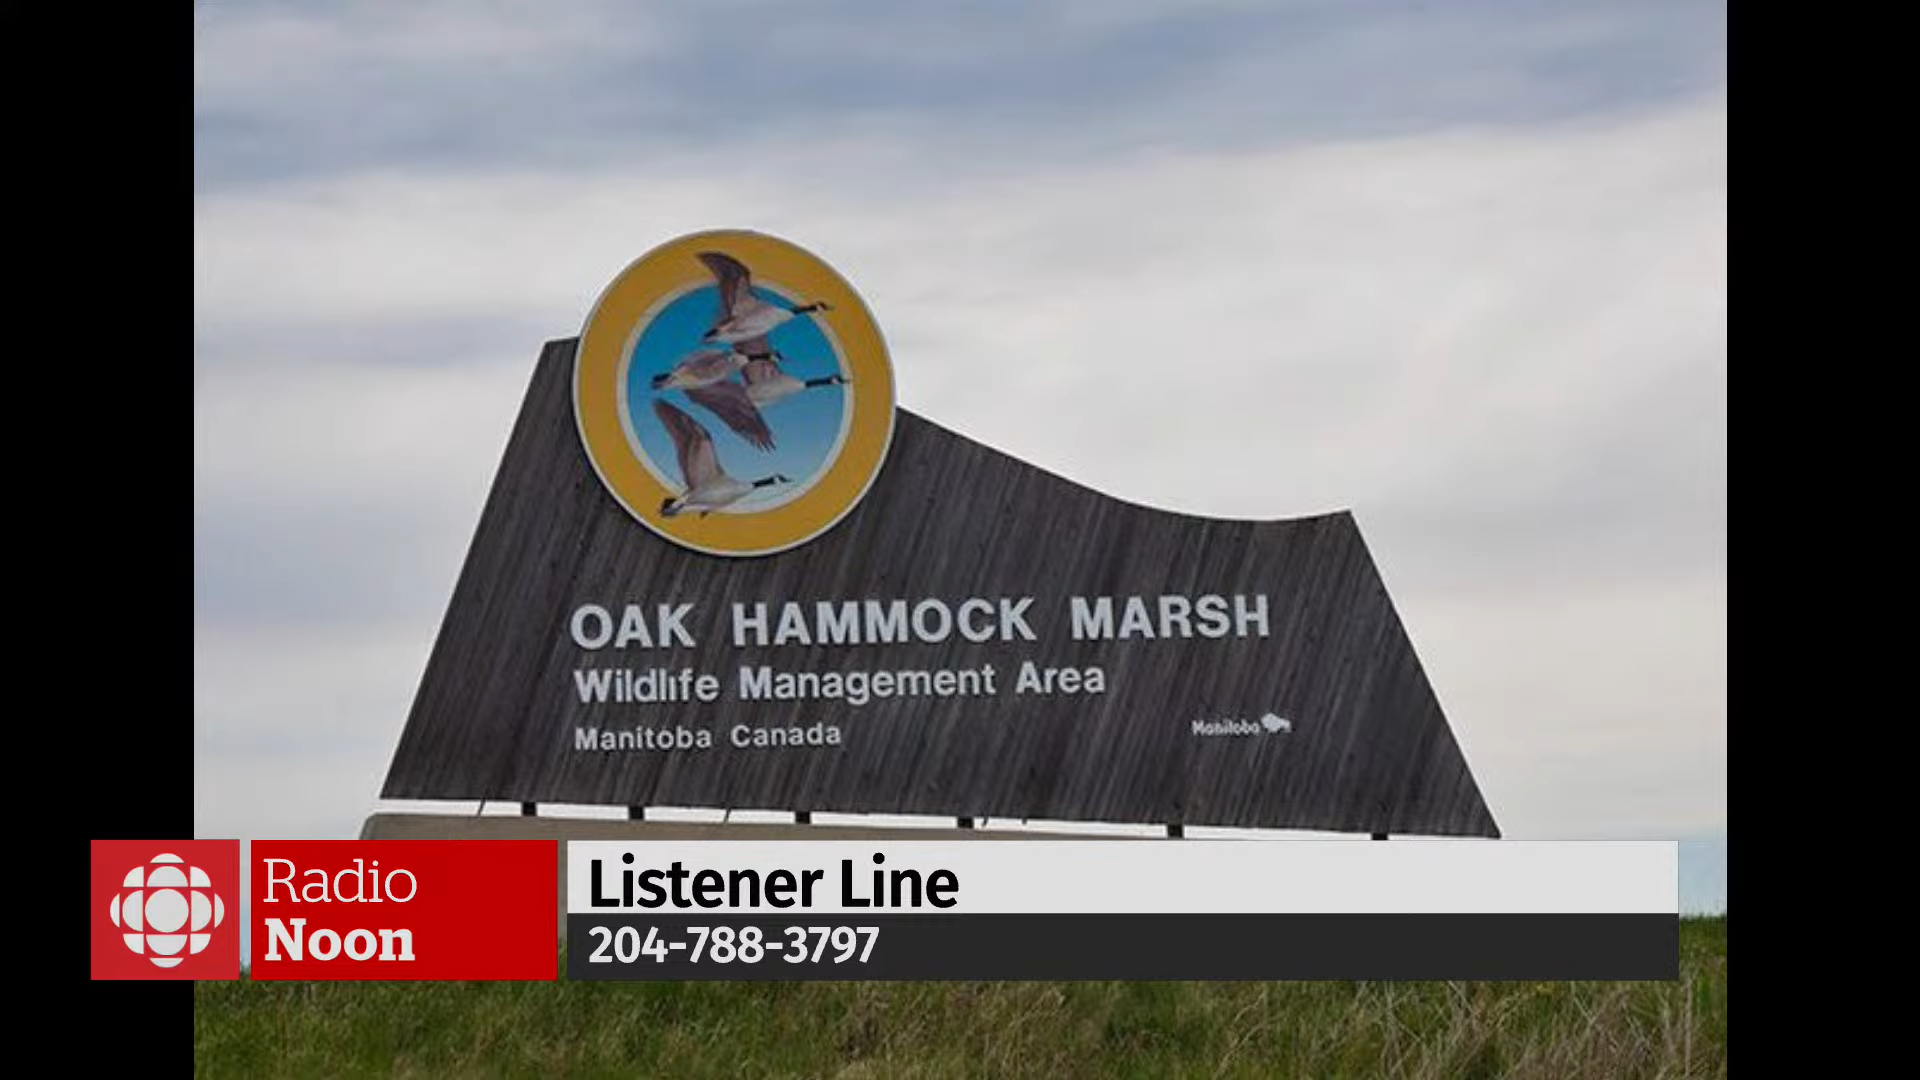 OAK HAMMOCK MARSH
Wildlife Management Area
Manitoba Canada
Manitoba
Radio
Noon
Listener Line
204-788-3797